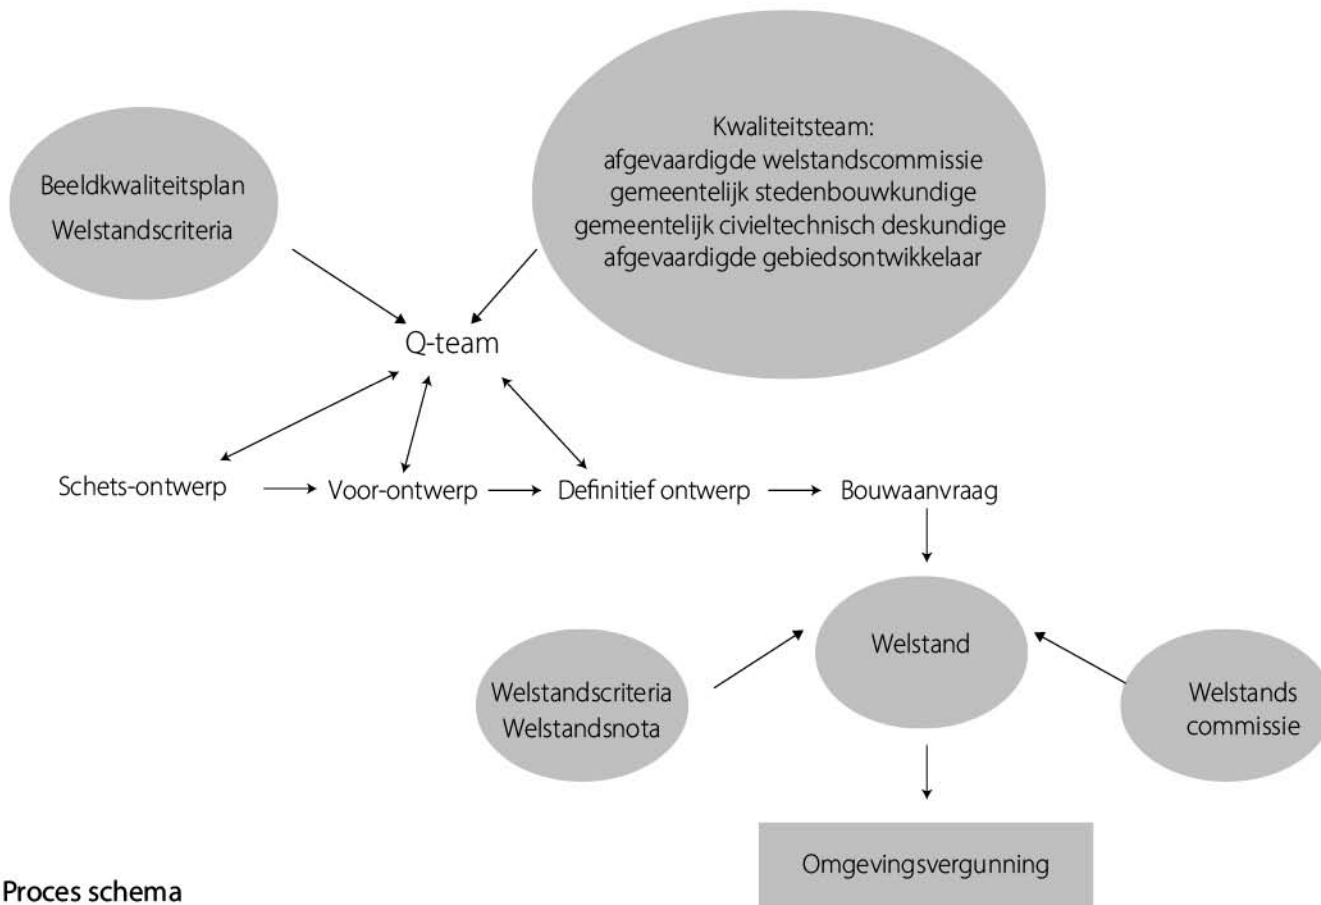 Kwaliteitsteam:
afgevaardigde welstandscommissie
gemeentelijk stedenbouwkundige
gemeentelijk civieltechnisch deskundige
afgevaardigde gebiedsontwikkelaar
Beeldkwaliteitsplan
Welstandscriteria
Q-team
Schets-ontwerp
Voor-ontwerp
Definitief ontwerp
Bouwaanvraag
Welstand
Welstandscriteria
Welstandsnota
Welstands
commissie
Omgevingsvergunning
Proces schema